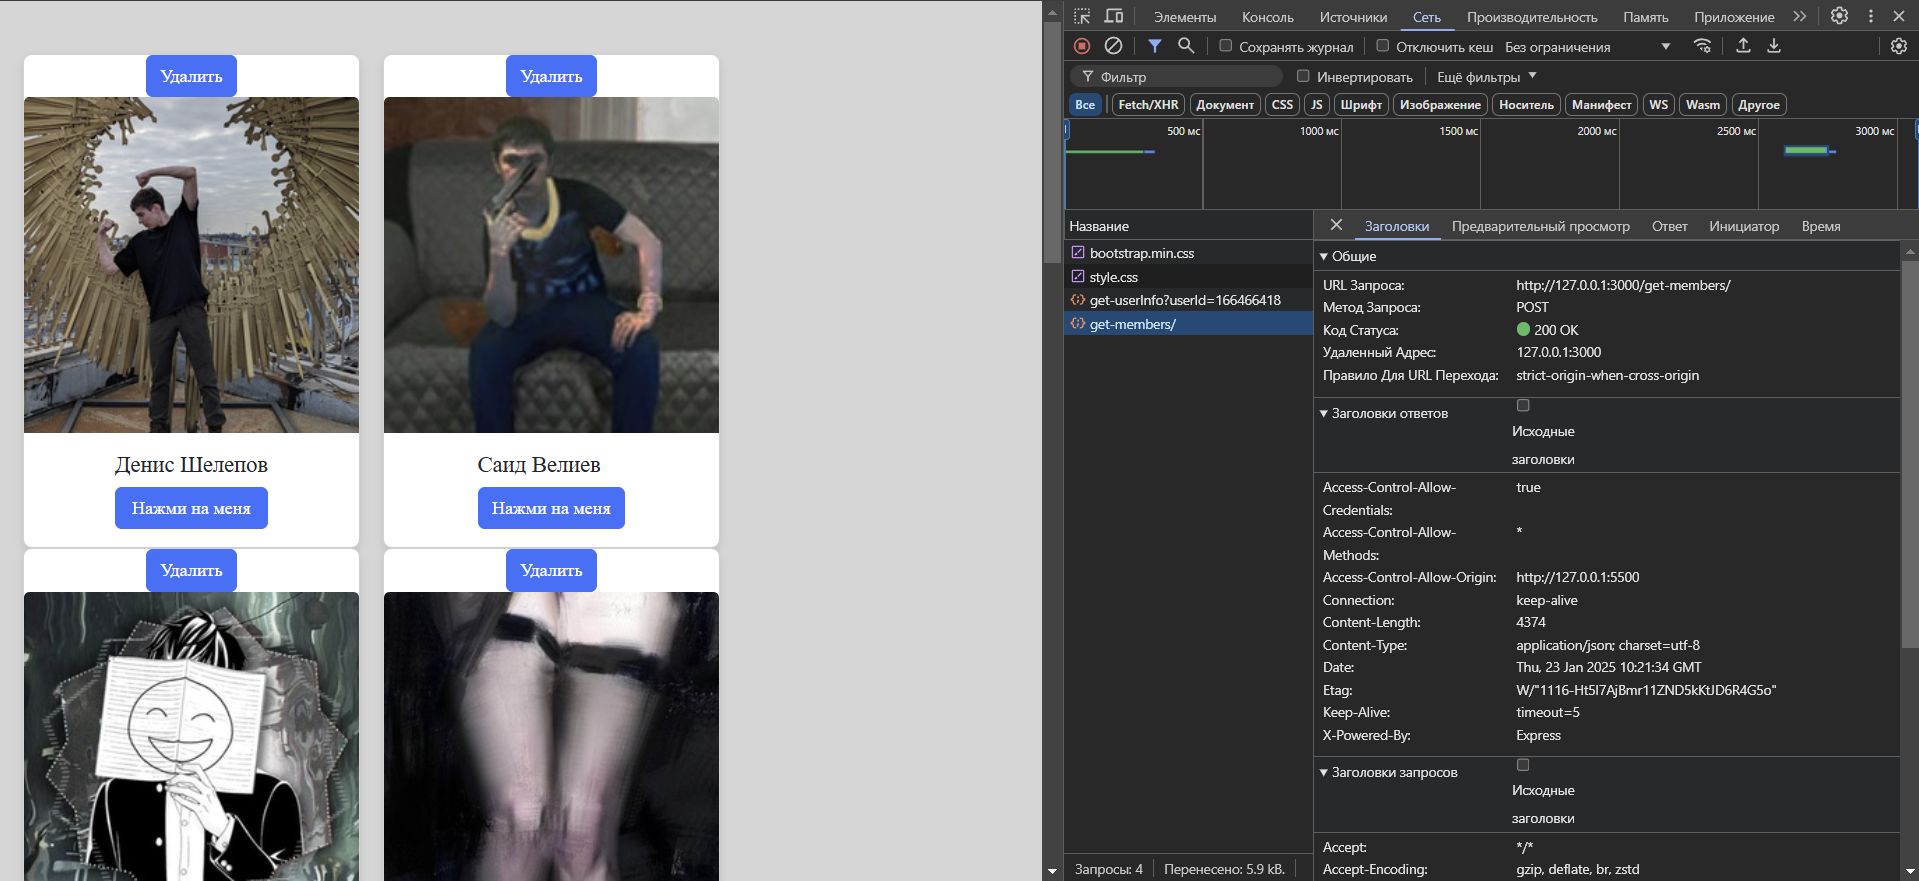 Удалить
Удалить
Денис Шелепов
Саид Велиев
Нажми на меня
Нажми на меня
Удалить
Удалить
Элементы Консоль Источники Сеть Производительность Память Приложение
Сохранять журнал Отключить кеш Без ограничения
Фильтр Инвертировать Ещё фильтры
Все Fetch/XHR Документ CSS JS Шрифт Изображение Носитель Манифест WS Wasm Другое
500 мс 1000 мс 1500 мс 2000 мс 2500 мс 3000 мс
Название
bootstrap.min.css
style.css
get-userInfo?userId=166466418
get-members/
Запросы: 4 Перенесено: 5.9 kB.
Заголовки Предварительный просмотр Ответ Инициатор Время
Общие
URL Запроса: http://127.0.0.1:3000/get-members/
Метод Запроса: POST
Код Статуса: 200 OK
Удаленный Адрес: 127.0.0.1:3000
Правило Для URL Перехода: strict-origin-when-cross-origin
Заголовки ответов
Исходные
заголовки
Access-Control-Allow- true
Credentials:
Access-Control-Allow- *
Methods:
Access-Control-Allow-Origin: http://127.0.0.1:5500
Connection: keep-alive
Content-Length: 4374
Content-Type: application/json; charset=utf-8
Date: Thu, 23 Jan 2025 10:21:34 GMT
Etag: W/"1116-Ht5I7AjBmr11ZND5kKtJD6R4G5o"
Keep-Alive: timeout=5
X-Powered-By: Express
Заголовки запросов
Исходные
заголовки
Accept: */*
Accept-Encoding: gzip, deflate, br, zstd